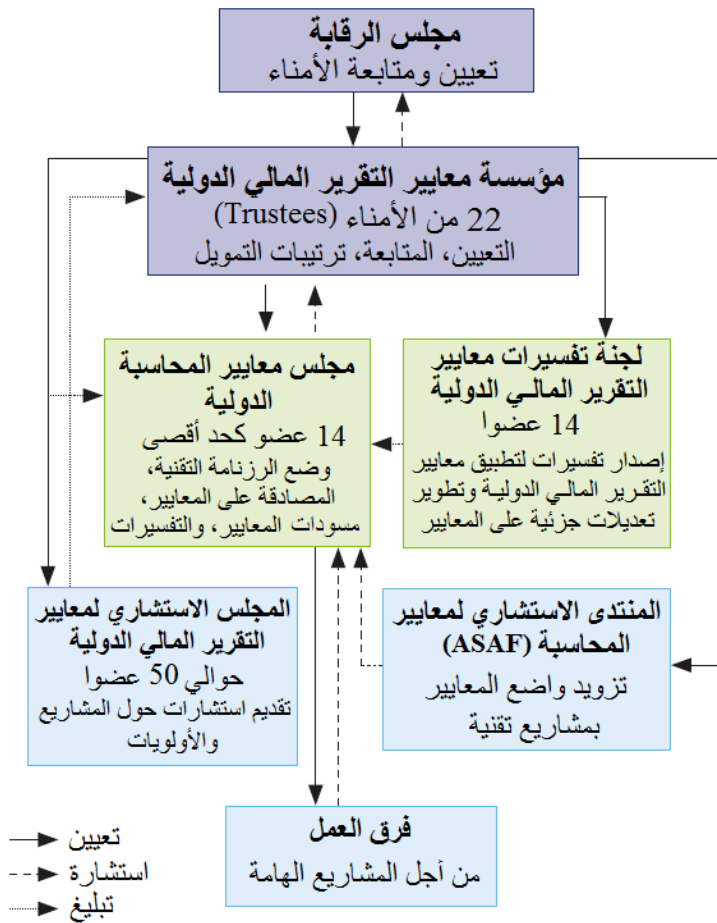 مجلس الرقابة
تعيين ومتابعة الأمناء
مؤسسة معايير التقرير المالي الدولية
22 من الأمناء (Trustees)
التعيين، المتابعة، ترتيبات التمويل
لجنة تفسيرات معايير
التقرير المالي الدولية
14 عضوا
إصدار تفسيرات لتطبيق معايير
التقرير المالي الدولية وتطوير
تعديلات جزئية على المعايير
مجلس معايير المحاسبة
الدولية
14 عضو كحد أقصى
وضع الرزنامة التقنية،
المصادقة على المعايير،
مسودات المعايير، والتفسيرات
المنتدى الاستشاري لمعايير
المحاسبة (ASAF)
تزويد واضع المعايير
بمشاريع تقنية
المجلس الاستشاري لمعايير
التقرير المالي الدولية
حوالي 50 عضوا
تقديم استشارات حول المشاريع
والأولويات
فرق العمل
من أجل المشاريع الهامة
تعيين
استشارة
تبليغ